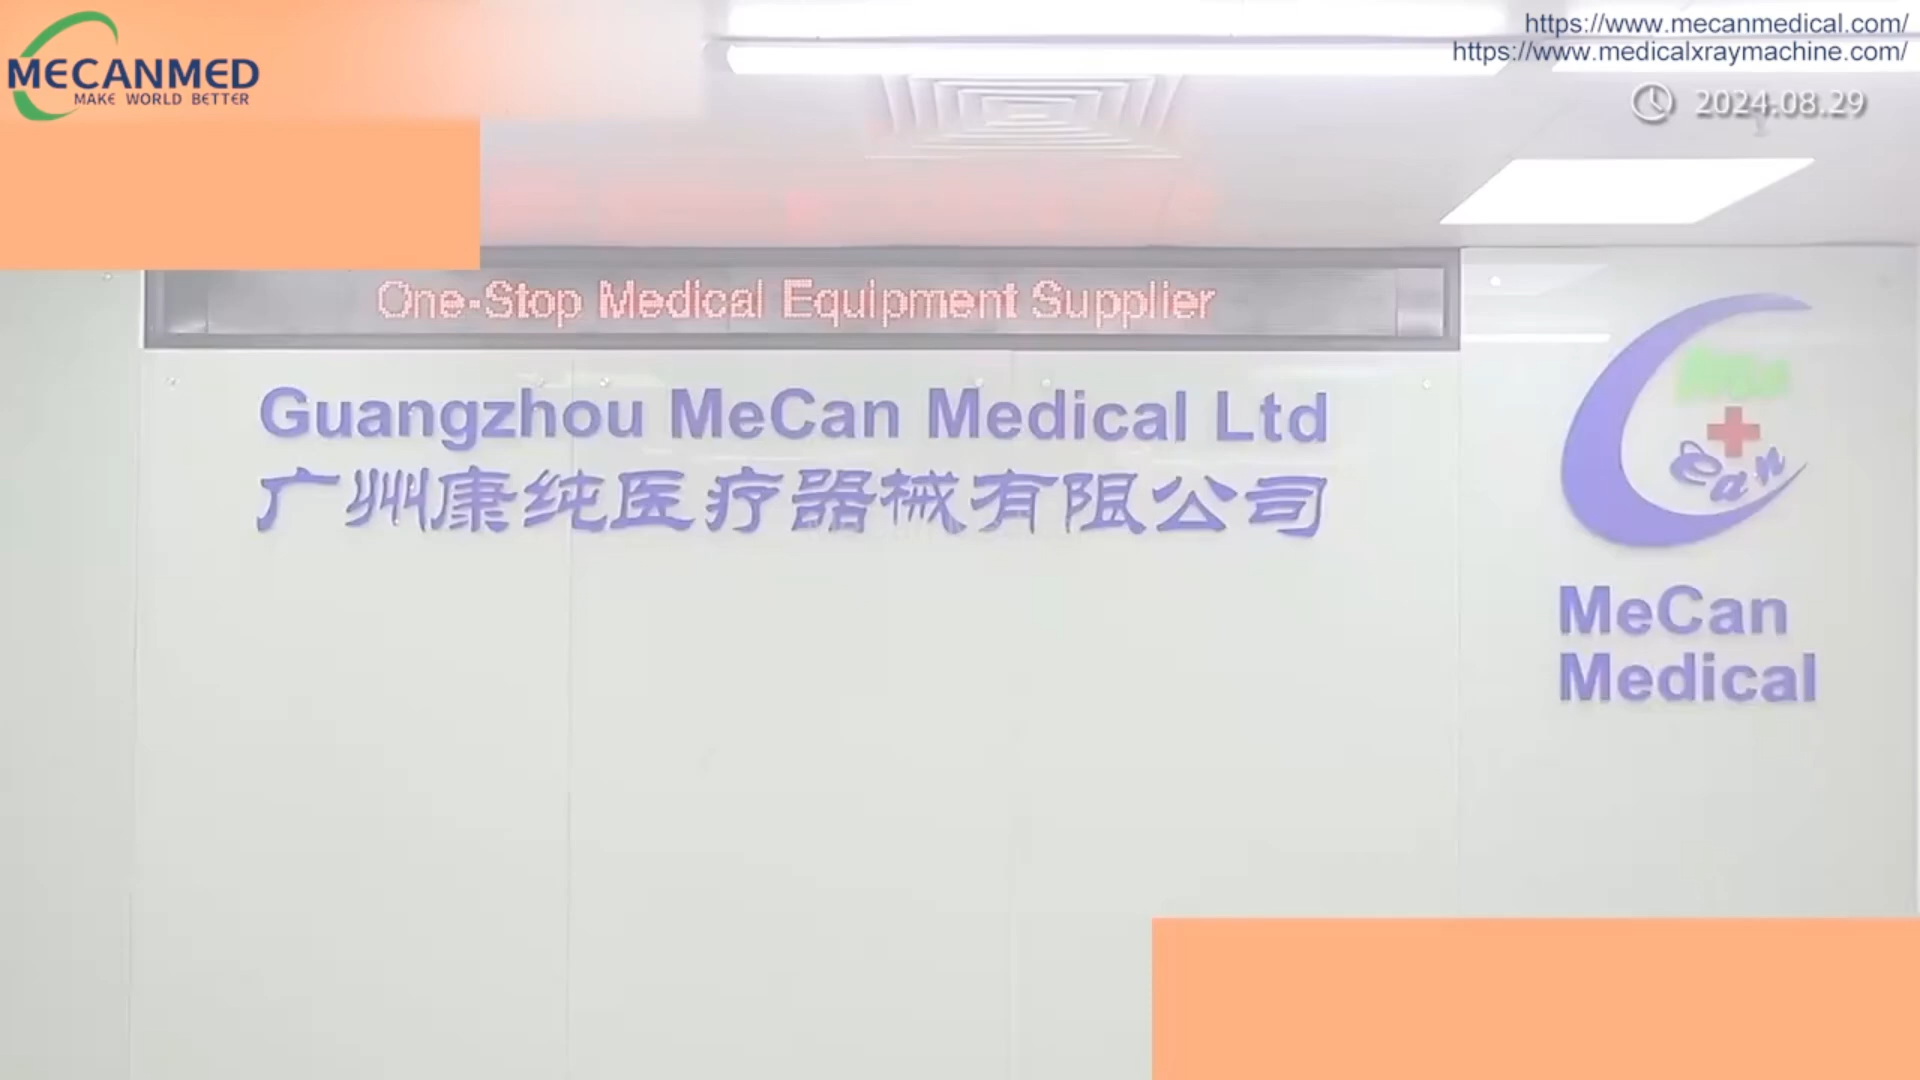 MECANMED
MAKE WORLD BETTER
https://www.mecanmedical.com/
https://www.medicalxraymachine.com/
2024.08.29
One-Stop Medical Equipment Supplier
Guangzhou MeCan Medical Ltd
广州康纯医疗器械有限公司
Can
MeCan
Medical